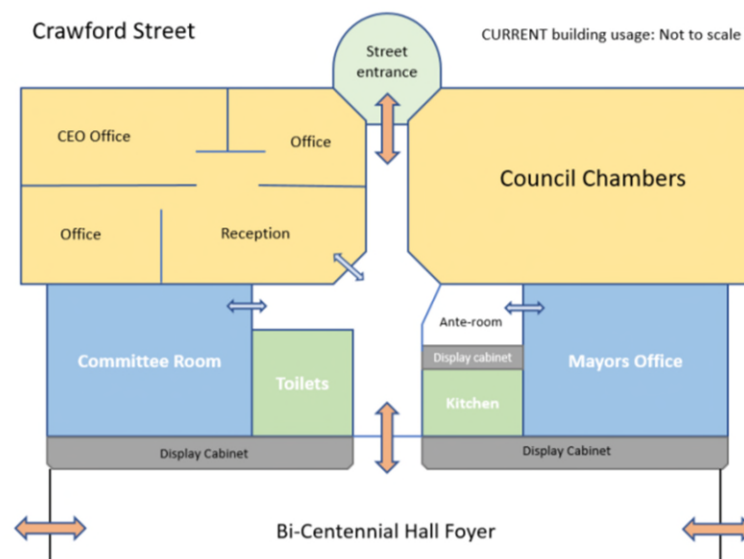 Crawford Street
CURRENT building usage: Not to scale
Street
entrance
CEO Office
Office
Council Chambers
Office
Reception
Ante-room
Display cabinet
Committee Room
Mayors Office
Toilets
Kitchen
Display Cabinet
Display Cabinet
Bi-Centennial Hall Foyer